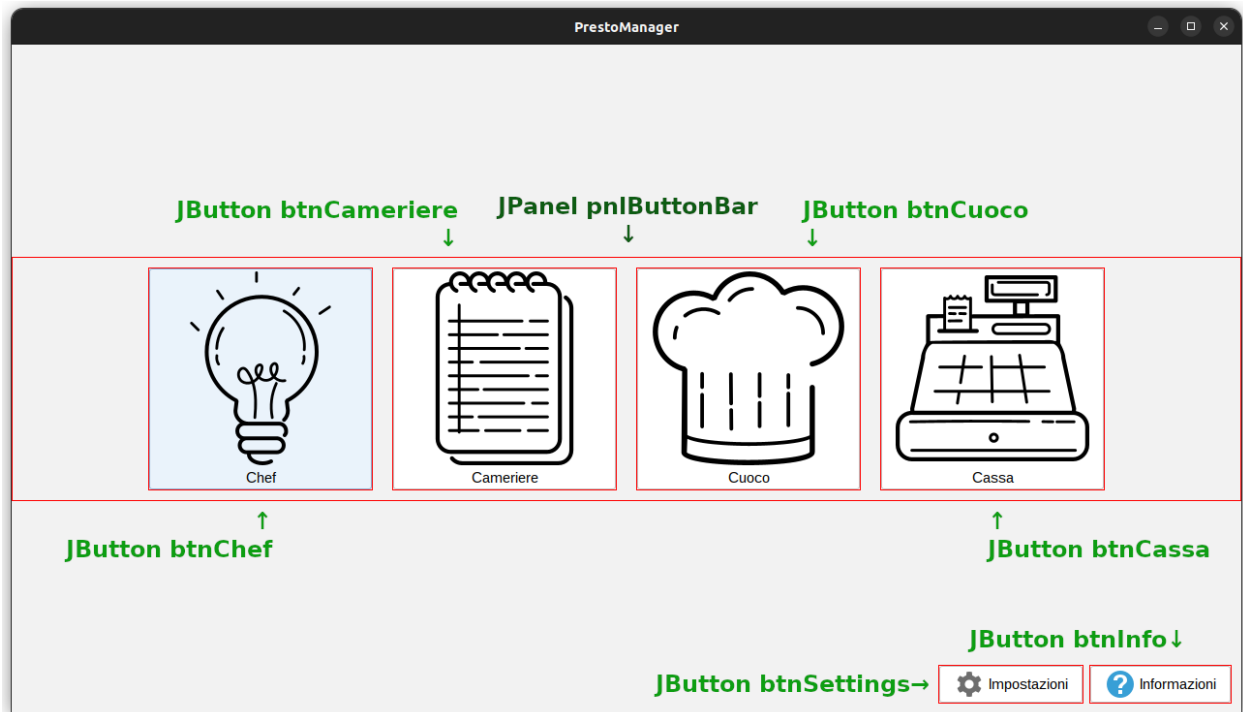 PrestoManager
JButton btnCameriere
JPanel pnlButtonBar
JButton btnCuoco
↓
↓
↓
Chef
Cameriere
Cuoco
Cassa
↑
↑
JButton btnChef
JButton btnCassa
JButton btnInfo↓
JButton btnSettings→
Impostazioni
Informazioni